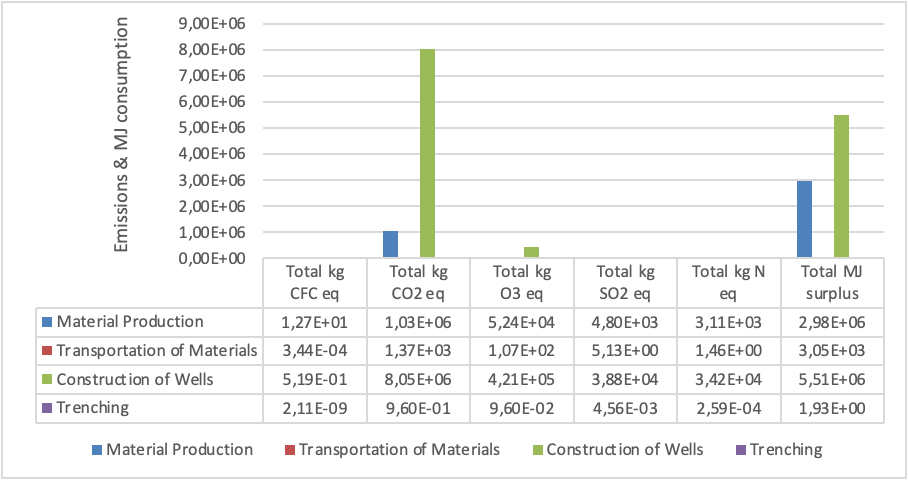 Emissions & MJ consumption
9,00E+06
8,00E+06
7,00E+06
6,00E+06
5,00E+06
4,00E+06
3,00E+06
2,00E+06
1,00E+06
0,00E+00
Total kg CFC eq
Total kg CO2 eq
Total kg O3 eq
Total kg SO2 eq
Total kg N eq
Total MJ surplus
Material Production 1,27E+01 1,03E+06 5,24E+04 4,80E+03 3,11E+03 2,98E+06
Transportation of Materials 3,44E-04 1,37E+03 1,07E+02 5,13E+00 1,46E+00 3,05E+03
Construction of Wells 5,19E-01 8,05E+06 4,21E+05 3,88E+04 3,42E+04 5,51E+06
Trenching 2,11E-09 9,60E-01 9,60E-02 4,56E-03 2,59E-04 1,93E+00
Material Production Transportation of Materials Construction of Wells Trenching